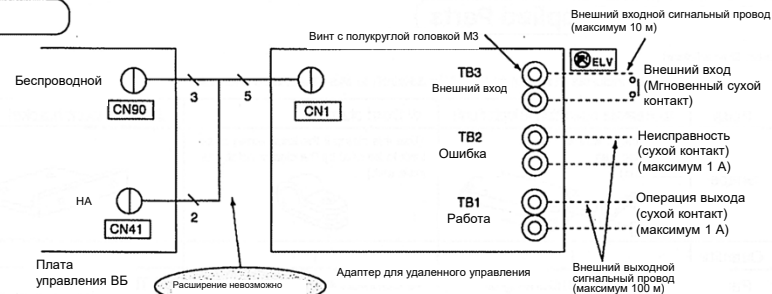 Внешний входной сигнальный провод
(максимум 10 м)
Винт с полукруглой головкой М3
Беспроводной
CN90
3
5
CN1
TB3
Внешний вход
ELV
Внешний вход
(Мгновенный сухой
контакт)
TB2
Ошибка
Неисправность
(сухой контакт)
(максимум 1 А)
НА
CN41
2
TB1
Работа
Операция выхода
(сухой контакт)
(максимум 1 А)
Плата
управления ВБ
Расширение невозможно
Адаптер для удаленного управления
Внешний выходной
сигнальный провод
(максимум 100 м)